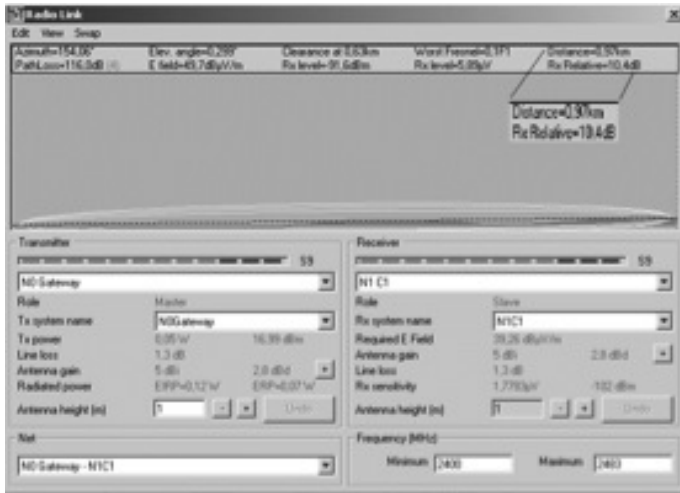 Radio Link
Edit View Swap
Azimuth=154,06° Elev. angle=0,299° Clearance at 0,63km Worst Fresnel=0,1F1 Distance=0,97km
PathLoss=116,0dB (4) E field=49,7dBµV/m Rx level=-91,6dBm Rx level=5,89µV Rx Relative=10,4dB
Distance=0,97km
Rx Relative=10,4dB
Transmitter
S9
N0 Gateway
Role Master
Tx system name N0Gateway
Tx power 0,05 W 16,99 dBm
Line loss 1,3 dB
Antenna gain 5 dBi 2,8 dBd +
Radiated power EIRP=0,12 W ERP=0,07 W
Antenna height (m) 1 - + Undo
Net
N0 Gateway - N1C1
Receiver
S9
N1 C1
Role Slave
Rx system name N1C1
Required E Field 39,26 dBµV/m
Antenna gain 5 dBi 2,8 dBd +
Line loss 1,3 dB
Rx sensitivity 1,7783µV -102 dBm
Antenna height (m) 1 - + Undo
Frequency (MHz)
Minimum 2400 Maximum 2483